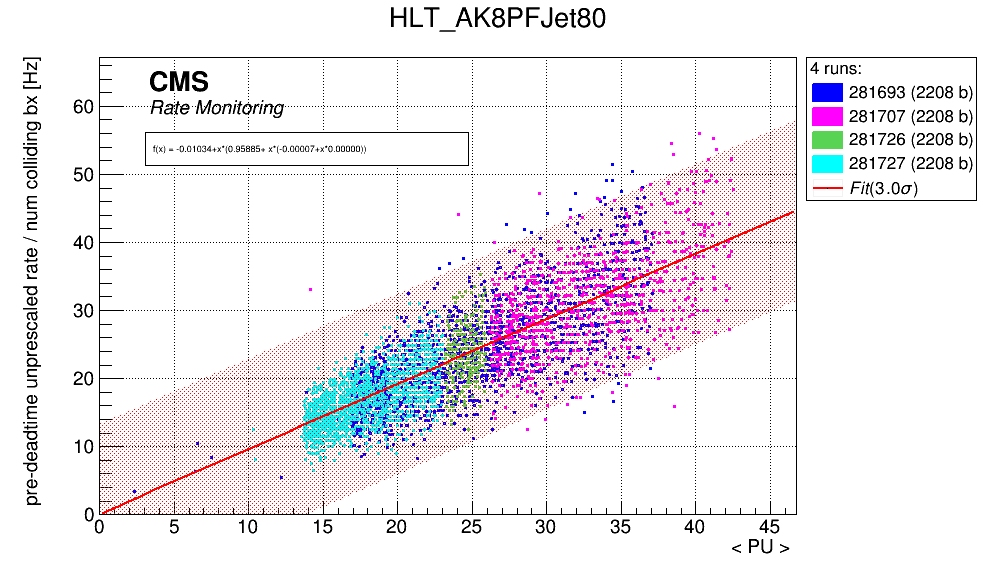 HLT_AK8PFJet80
pre-deadtime unprescaled rate / num colliding bx [Hz]
CMS
Rate Monitoring
f(x) = -0.01034+x*(0.95885+ x*(-0.00007+x*0.00000))
60
50
40
30
20
10
0
0 5 10 15 20 25 30 35 40 45
< PU >
4 runs:
281693 (2208 b)
281707 (2208 b)
281726 (2208 b)
281727 (2208 b)
Fit(3.0σ)